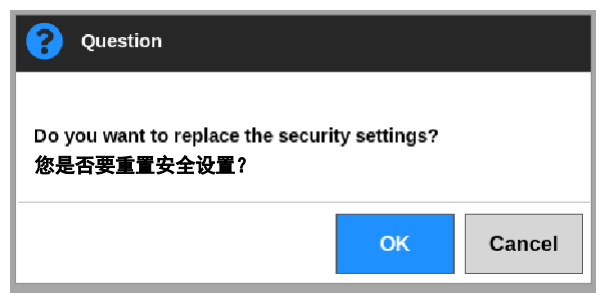 Question
Do you want to replace the security settings?
您是否要重置安全设置?
OK
Cancel